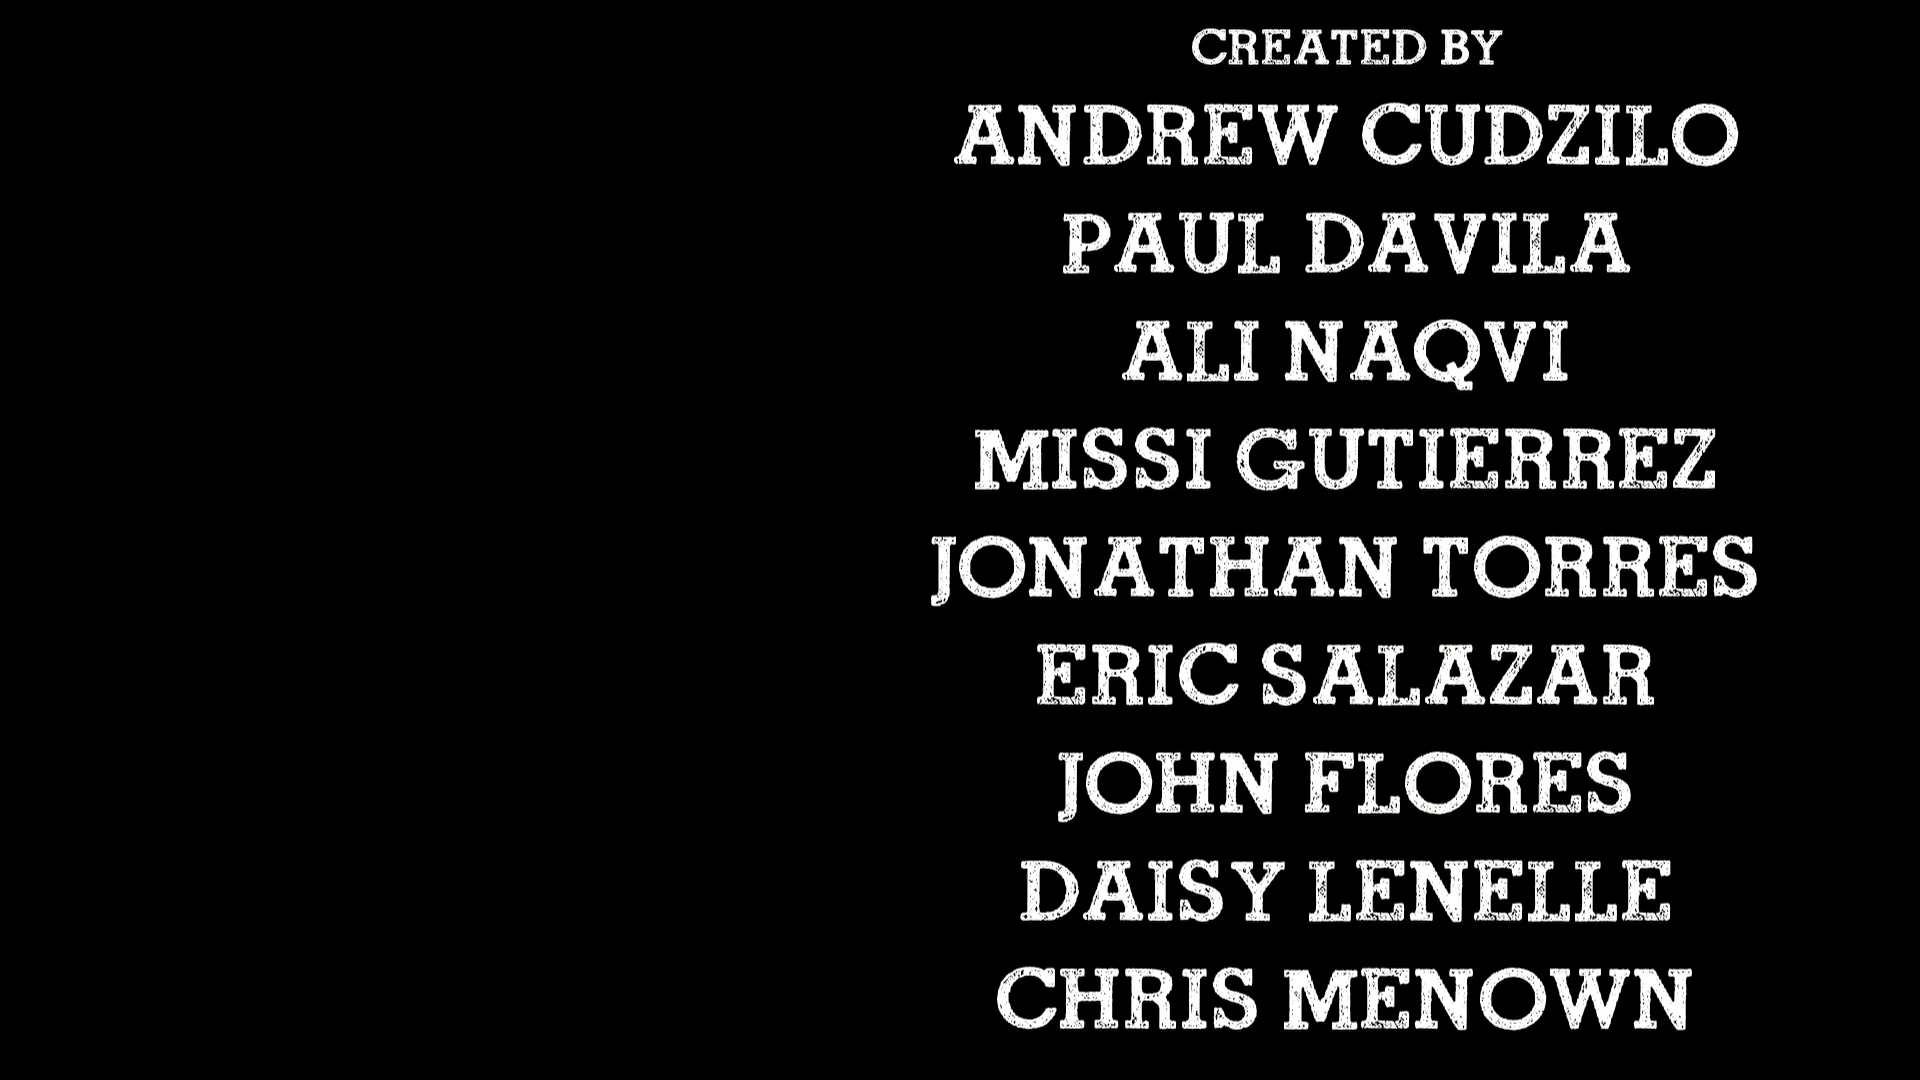 CREATED BY
ANDREW CUDZILO
PAUL DAVILA
ALI NAQVI
MISSI GUTIERREZ
JONATHAN TORRES
ERIC SALAZAR
JOHN FLORES
DAISY LENELLE
CHRIS MENOWN